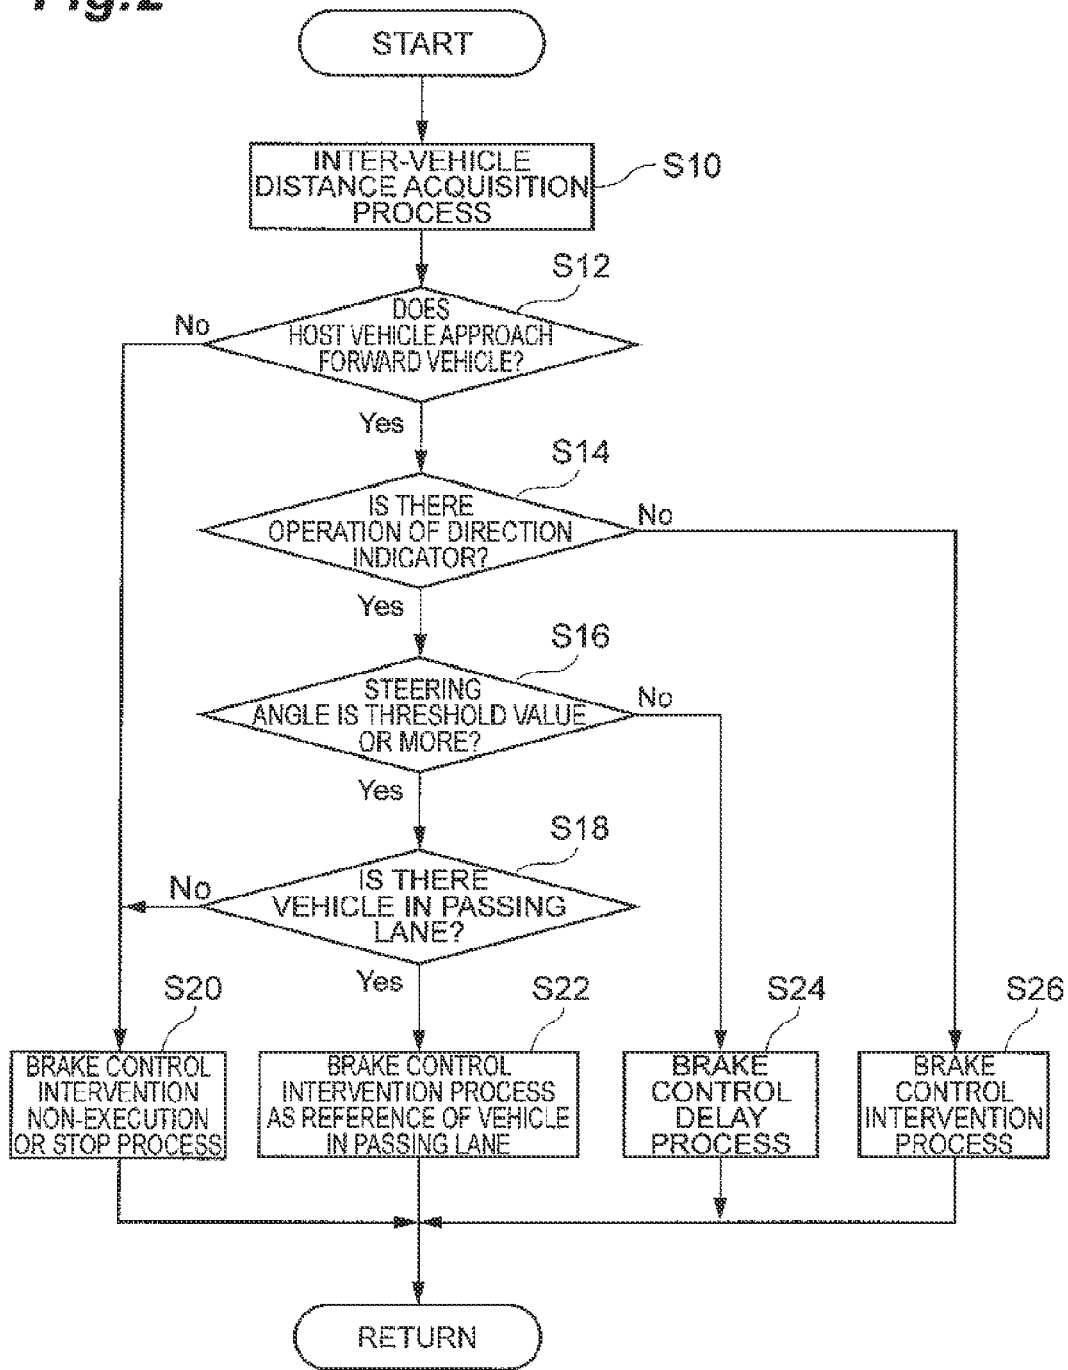 Fig.2
START
INTER-VEHICLE
DISTANCE ACQUISITION
PROCESS
S10
S12
DOES
HOST VEHICLE APPROACH
FORWARD VEHICLE?
No
Yes
S14
IS THERE
OPERATION OF DIRECTION
INDICATOR?
No
Yes
S16
STEERING
ANGLE IS THRESHOLD VALUE
OR MORE?
No
Yes
S18
IS THERE
VEHICLE IN PASSING
LANE?
No
Yes
S20
BRAKE CONTROL
INTERVENTION
NON-EXECUTION
OR STOP PROCESS
S22
BRAKE CONTROL
INTERVENTION PROCESS
AS REFERENCE OF VEHICLE
IN PASSING LANE
S24
BRAKE
CONTROL
DELAY
PROCESS
S26
BRAKE
CONTROL
INTERVENTION
PROCESS
RETURN